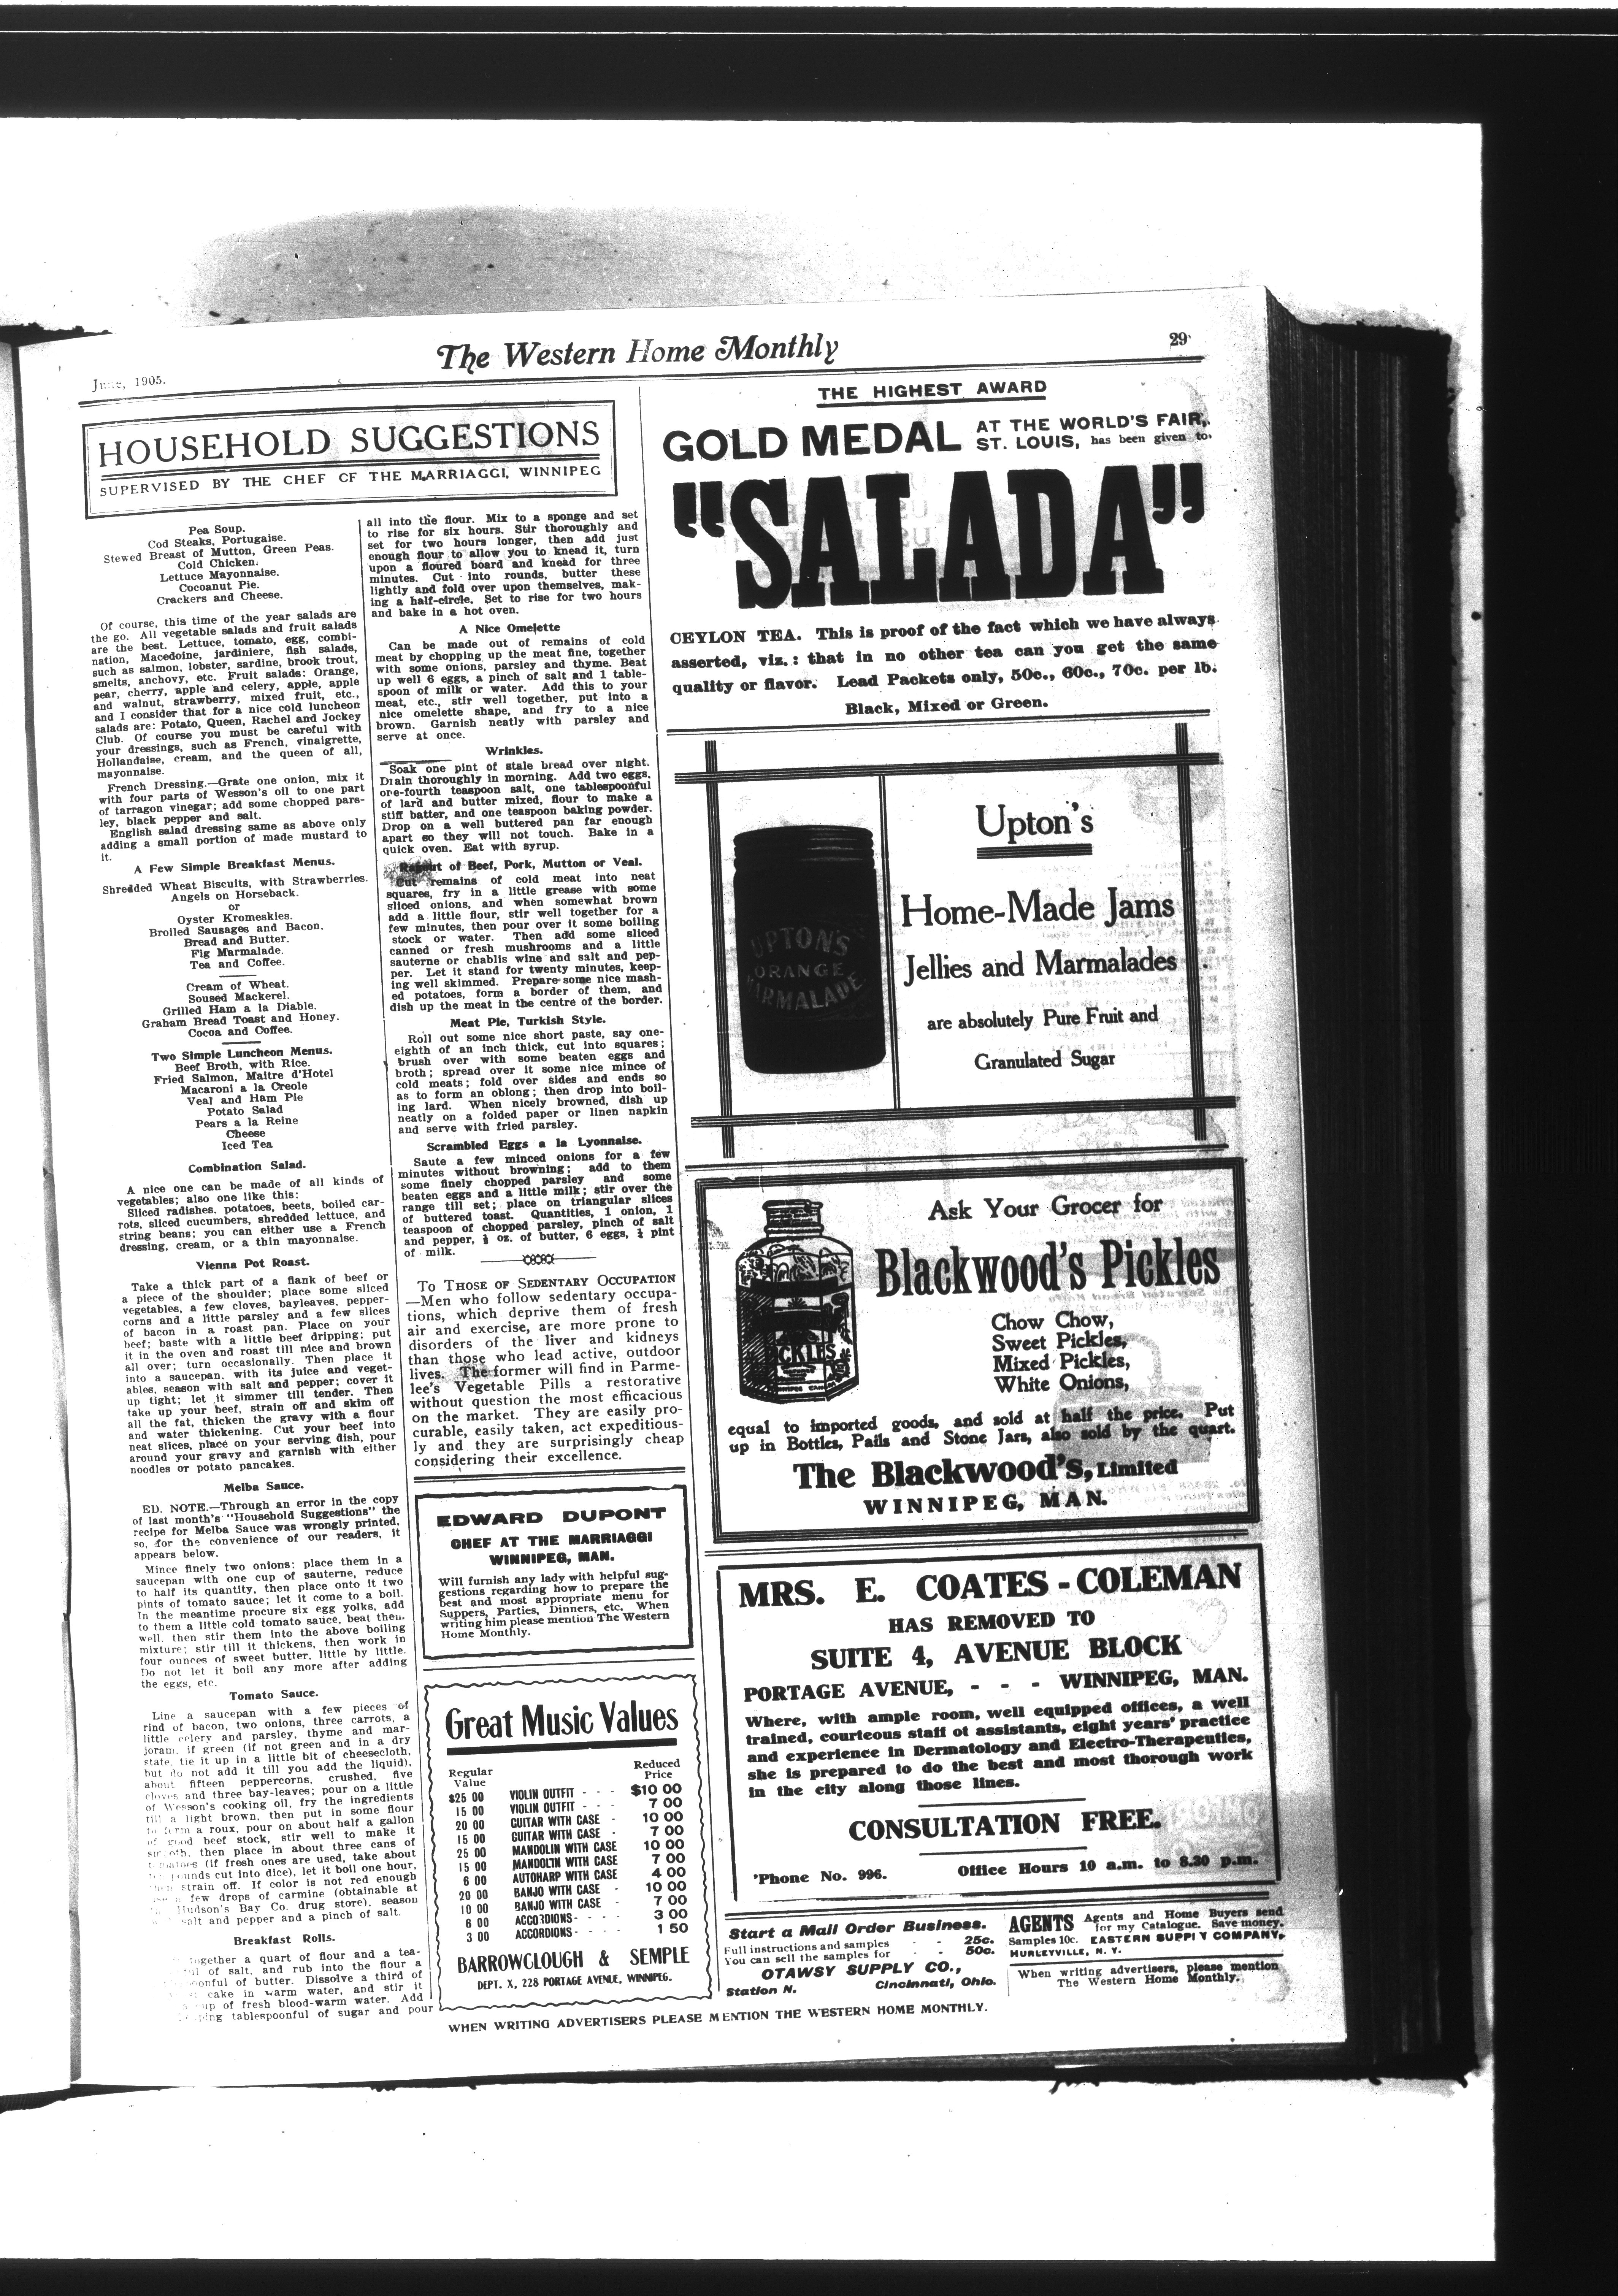 June, 1905.
The Western Home Monthly
29
HOUSEHOLD SUGGESTIONS
SUPERVISED BY THE CHEF OF THE MARRIAGGI, WINNIPEG
Pea Soup.
Cod Steaks, Portugaise.
Stewed Breast of Mutton, Green Peas.
Cold Chicken.
Lettuce Mayonnaise.
Cocoanut Pie.
Crackers and Cheese.
Of course, this time of the year salads are
the go. All vegetable salads and fruit salads
are the best. Lettuce, tomato, egg, combi-
nation, Macedoine, jardiniere, fish salads,
such as salmon, lobster, sardine, brook trout,
smelts, anchovy, etc. Fruit salads: Orange,
pear, cherry, apple and celery, apple, apple
and walnut, strawberry, mixed fruit, etc.,
and I consider that for a nice cold luncheon
salads are: Potato, Queen, Rachel and Jockey
Club. Of course you must be careful with
your dressings, such as French, vinaigrette,
Hollandaise, cream, and the queen of all,
mayonnaise.
French Dressing.—Grate one onion, mix it
with four parts of Wesson's oil to one part
of tarragon vinegar; add some chopped pars-
ley, black pepper and salt.
English salad dressing same as above only
adding a small portion of made mustard to
it.
A Few Simple Breakfast Menus.
Shredded Wheat Biscuits, with Strawberries.
Angels on Horseback.
or
Oyster Kromeskies.
Broiled Sausages and Bacon.
Bread and Butter.
Fig Marmalade.
Tea and Coffee.
Cream of Wheat.
Soused Mackerel.
Grilled Ham a la Diable.
Graham Bread Toast and Honey.
Cocoa and Coffee.
Two Simple Luncheon Menus.
Beef Broth, with Rice.
Fried Salmon, Maitre d'Hotel
Macaroni a la Creole
Veal and Ham Pie
Potato Salad
Pears a la Reine
Cheese
Iced Tea
Combination Salad.
A nice one can be made of all kinds of
vegetables; also one like this:
Sliced radishes, potatoes, beets, boiled car-
rots, sliced cucumbers, shredded lettuce, and
string beans; you can either use a French
dressing, cream, or a thin mayonnaise.
Vienna Pot Roast.
Take a thick part of a flank of beef or
a piece of the shoulder; place some sliced
vegetables, a few cloves, bayleaves, pepper-
corns and a little parsley and a few slices
of bacon in a roast pan. Place on your
beef; baste with a little beef dripping; put
it in the oven and roast till nice and brown
all over; turn occasionally. Then place it
into a saucepan, with its juice and veget-
ables, season with salt and pepper; cover it
up tight; let it simmer till tender. Then
take up your beef, strain off and skim off
all the fat, thicken the gravy with a flour
and water thickening. Cut your beef into
neat slices, place on your serving dish, pour
around your gravy and garnish with either
noodles or potato pancakes.
Melba Sauce.
ED. NOTE.—Through an error in the copy
of last month's "Household Suggestions" the
recipe for Melba Sauce was wrongly printed,
so, for the convenience of our readers, it
appears below.
Mince finely two onions; place them in a
saucepan with one cup of sauterne, reduce
to half its quantity, then place onto it two
pints of tomato sauce; let it come to a boil.
In the meantime procure six egg yolks, add
to them a little cold tomato sauce, beat them
well, then stir them into the above boiling
mixture; stir till it thickens, then work in
four ounces of sweet butter, little by little.
Do not let it boil any more after adding
the eggs, etc.
Tomato Sauce.
Line a saucepan with a few pieces of
rind of bacon, two onions, three carrots, a
little celery and parsley, thyme and mar-
joram, if green (if not green and in a dry
state, tie it up in a little bit of cheesecloth,
but do not add it till you add the liquid),
about fifteen peppercorns, crushed, five
cloves and three bay-leaves; pour on a little
of Wesson's cooking oil, fry the ingredients
till a light brown, then put in some flour
to form a roux, pour on about half a gallon
of good beef stock, stir well to make it
smooth, then place in about three cans of
tomatoes (if fresh ones are used, take about
pounds cut into dice), let it boil one hour,
then strain off. If color is not red enough
few drops of carmine (obtainable at
Hudson's Bay Co. drug store), season
salt and pepper and a pinch of salt.
Breakfast Rolls.
together a quart of flour and a tea-
of salt, and rub into the flour a
of butter. Dissolve a third of
cake in warm water, and stir it
cup of fresh blood-warm water. Add
tablespoonful of sugar and pour
all into the flour. Mix to a sponge and set
to rise for six hours. Stir thoroughly and
set for two hours longer, then add just
enough flour to allow you to knead it, turn
upon a floured board and knead for three
minutes. Cut into rounds, butter these
lightly and fold over upon themselves, mak-
ing a half-circle. Set to rise for two hours
and bake in a hot oven.
A Nice Omelette
Can be made out of remains of cold
meat by chopping up the meat fine, together
with some onions, parsley and thyme. Beat
up well 6 eggs, a pinch of salt and 1 table-
spoon of milk or water. Add this to your
meat, etc., stir well together, put into a
nice omelette shape, and fry to a nice
brown. Garnish neatly with parsley and
serve at once.
Wrinkles.
Soak one pint of stale bread over night.
Drain thoroughly in morning. Add two eggs,
one-fourth teaspoon salt, one tablespoonful
of lard and butter mixed, flour to make a
stiff batter, and one teaspoon baking powder.
Drop on a well buttered pan far enough
apart so they will not touch. Bake in a
quick oven. Eat with syrup.
Ragout of Beef, Pork, Mutton or Veal.
Cut remains of cold meat into neat
squares, fry in a little grease with some
sliced onions, and when somewhat brown
add a little flour, stir well together for a
few minutes, then pour over it some boiling
stock or water. Then add some sliced
canned or fresh mushrooms and a little
sauterne or chablis wine and salt and pep-
per. Let it stand for twenty minutes, keep-
ing well skimmed. Prepare some nice mash-
ed potatoes, form a border of them, and
dish up the meat in the centre of the border.
Meat Pie, Turkish Style.
Roll out some nice short paste, say one-
eighth of an inch thick, cut into squares;
brush over with some beaten eggs and
broth; spread over it some nice mince of
cold meats; fold over sides and ends so
as to form an oblong; then drop into boil-
ing lard. When nicely browned, dish up
neatly on a folded paper or linen napkin
and serve with fried parsley.
Scrambled Eggs a la Lyonnaise.
Saute a few minced onions for a few
minutes without browning; add to them
some finely chopped parsley and some
beaten eggs and a little milk; stir over the
range till set; place on triangular slices
of buttered toast. Quantities, 1 onion, 1
teaspoon of chopped parsley, pinch of salt
and pepper, oz. of butter, 6 eggs, pint
of milk.
TO THOSE OF SEDENTARY OCCUPATION
—Men who follow sedentary occupa-
tions, which deprive them of fresh
air and exercise, are more prone to
disorders of the liver and kidneys
than those who lead active, outdoor
lives. The former will find in Parme-
lee's Vegetable Pills a restorative
without question the most efficacious
on the market. They are easily pro-
curable, easily taken, act expeditious-
ly and they are surprisingly cheap
considering their excellence.
EDWARD DUPONT
CHEF AT THE MARRIAGGI
WINNIPEG, MAN.
Will furnish any lady with helpful sug-
gestions regarding how to prepare the
best and most appropriate menu for
Suppers, Parties, Dinners, etc. When
writing him please mention The Western
Home Monthly.
Great Music Values
Regular Value Reduced Price
$25 00 VIOLIN OUTFIT - - - $10 00
15 00 VIOLIN OUTFIT - - - 7 00
20 00 GUITAR WITH CASE - 10 00
15 00 GUITAR WITH CASE - 7 00
25 00 MANDOLIN WITH CASE 10 00
15 00 MANDOLIN WITH CASE 7 00
6 00 AUTOHARP WITH CASE 4 00
20 00 BANJO WITH CASE - 10 00
10 00 BANJO WITH CASE - 7 00
6 00 ACCORDIONS - - - - 3 00
3 00 ACCORDIONS - - - - 1 50
BARROWCLOUGH & SEMPLE
DEPT. X, 228 PORTAGE AVENUE, WINNIPEG.
THE HIGHEST AWARD
GOLD MEDAL AT THE WORLD'S FAIR,
ST. LOUIS, has been given to
"SALADA"
CEYLON TEA. This is proof of the fact which we have always
asserted, viz.: that in no other tea can you get the same
quality or flavor. Lead Packets only, 50c., 60c., 70c. per lb.
Black, Mixed or Green.
UPTON'S
ORANGE
MARMALADE
Upton's
Home-Made Jams
Jellies and Marmalades
are absolutely Pure Fruit and
Granulated Sugar
Ask Your Grocer for
Blackwood's Pickles
PICKLES
Chow Chow,
Sweet Pickles,
Mixed Pickles,
White Onions,
equal to imported goods, and sold at half the price. Put
up in Bottles, Pails and Stone Jars, also sold by the quart.
The Blackwood's, Limited
WINNIPEG, MAN.
MRS. E. COATES-COLEMAN
HAS REMOVED TO
SUITE 4, AVENUE BLOCK
PORTAGE AVENUE, - - - WINNIPEG, MAN.
Where, with ample room, well equipped offices, a well
trained, courteous staff of assistants, eight years' practice
and experience in Dermatology and Electro-Therapeutics,
she is prepared to do the best and most thorough work
in the city along those lines.
CONSULTATION FREE.
'Phone No. 996. Office Hours 10 a.m. to 8.30 p.m.
Start a Mail Order Business.
Full instructions and samples - - 25c.
You can sell the samples for - - 50c.
OTAWSY SUPPLY CO.,
Station N. Cincinnati, Ohio.
AGENTS Agents and Home Buyers send
for my Catalogue. Save money.
Samples 10c. EASTERN SUPPLY COMPANY,
HURLEYVILLE, N. Y.
When writing advertisers, please mention
The Western Home Monthly.
WHEN WRITING ADVERTISERS PLEASE MENTION THE WESTERN HOME MONTHLY.